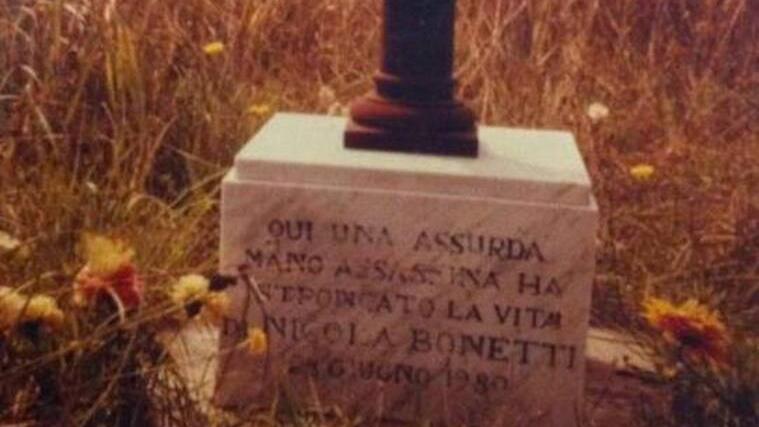 QUI UNA ASSURDA
MANO ASSASSINA HA
STRONCATO LA VITA
DI NICOLA BONETTI
GIUGNO 1980